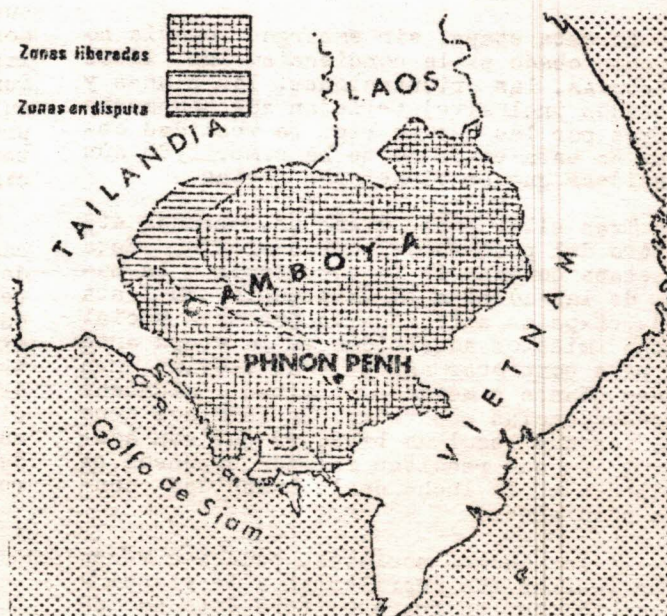 Zonas liberadas
Zonas en disputa
LAOS
TAILANDIA
CAMBOYA
PHNON PENH
VIETNAM
Golfo de Siam